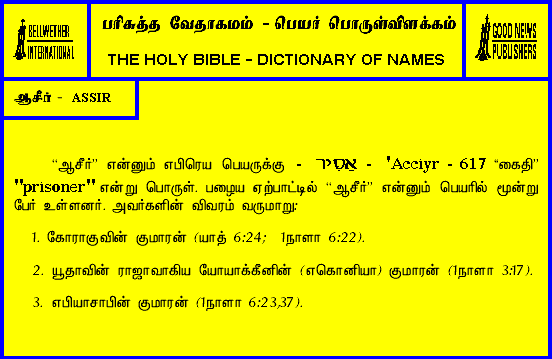 BELLWETHER
INTERNATIONAL
பரிசுத்த வேதாகமம் - பெயர் பொருள்விளக்கம்
THE HOLY BIBLE - DICTIONARY OF NAMES
GOOD NEWS
PUBLISHERS
ஆசீர் - ASSIR
“ஆசீர்” என்னும் எபிரெய பெயருக்கு - אַסִּיר - 'Acciyr - 617 “கைதி”
"prisoner" என்று பொருள். பழைய ஏற்பாட்டில் “ஆசீர்” என்னும் பெயரில் மூன்று
பேர் உள்ளனர். அவர்களின் விவரம் வருமாறு:
1. கோராகுவின் குமாரன் (யாத் 6:24; 1நாளா 6:22).
2. யூதாவின் ராஜாவாகிய யோயாக்கீனின் (எகொனியா) குமாரன் (1நாளா 3:17).
3. எபியாசாபின் குமாரன் (1நாளா 6:23,37).